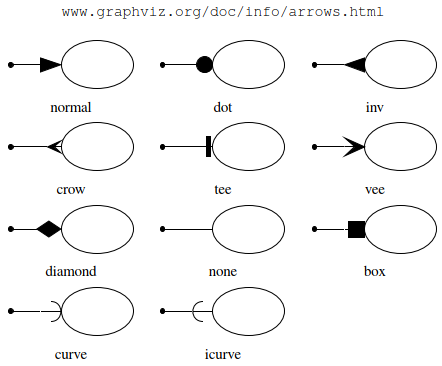 www.graphviz.org/doc/info/arrows.html
normal dot inv
crow tee vee
diamond none box
curve icurve